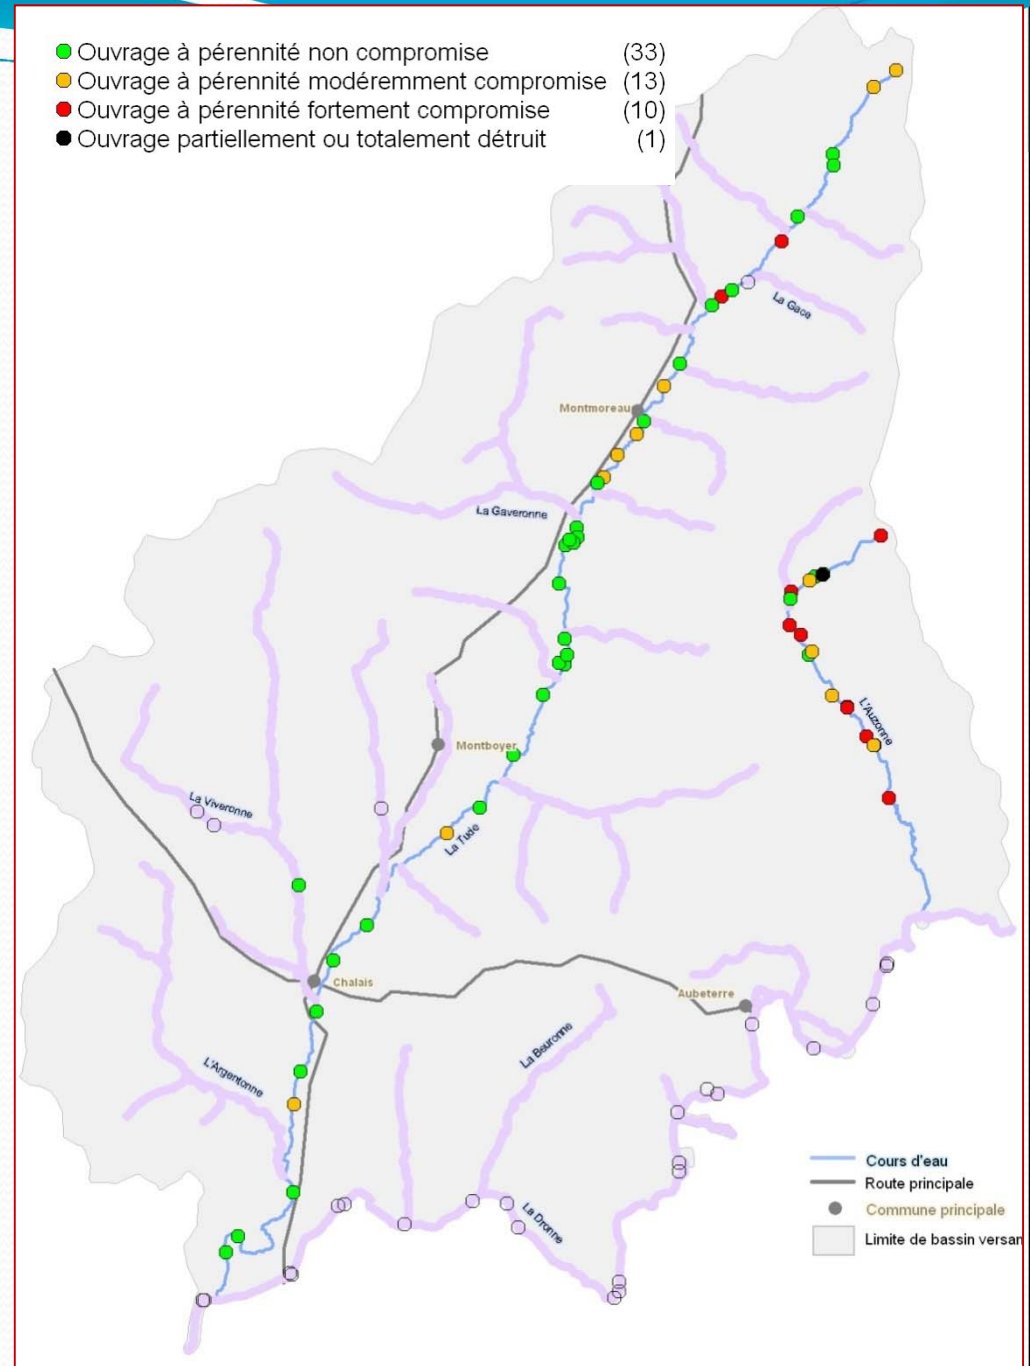 Ouvrage à pérennité non compromise (33)
Ouvrage à pérennité modéremment compromise (13)
Ouvrage à pérennité fortement compromise (10)
Ouvrage partiellement ou totalement détruit (1)
La Gace
Montmoreau
La Gaveronne
L'Auzonne
Montboyer
La Viveronne
La Tude
Chalais
Aubeterre
La Beuronne
L'Argentonne
La Dronne
Cours d'eau
Route principale
Commune principale
Limite de bassin versan